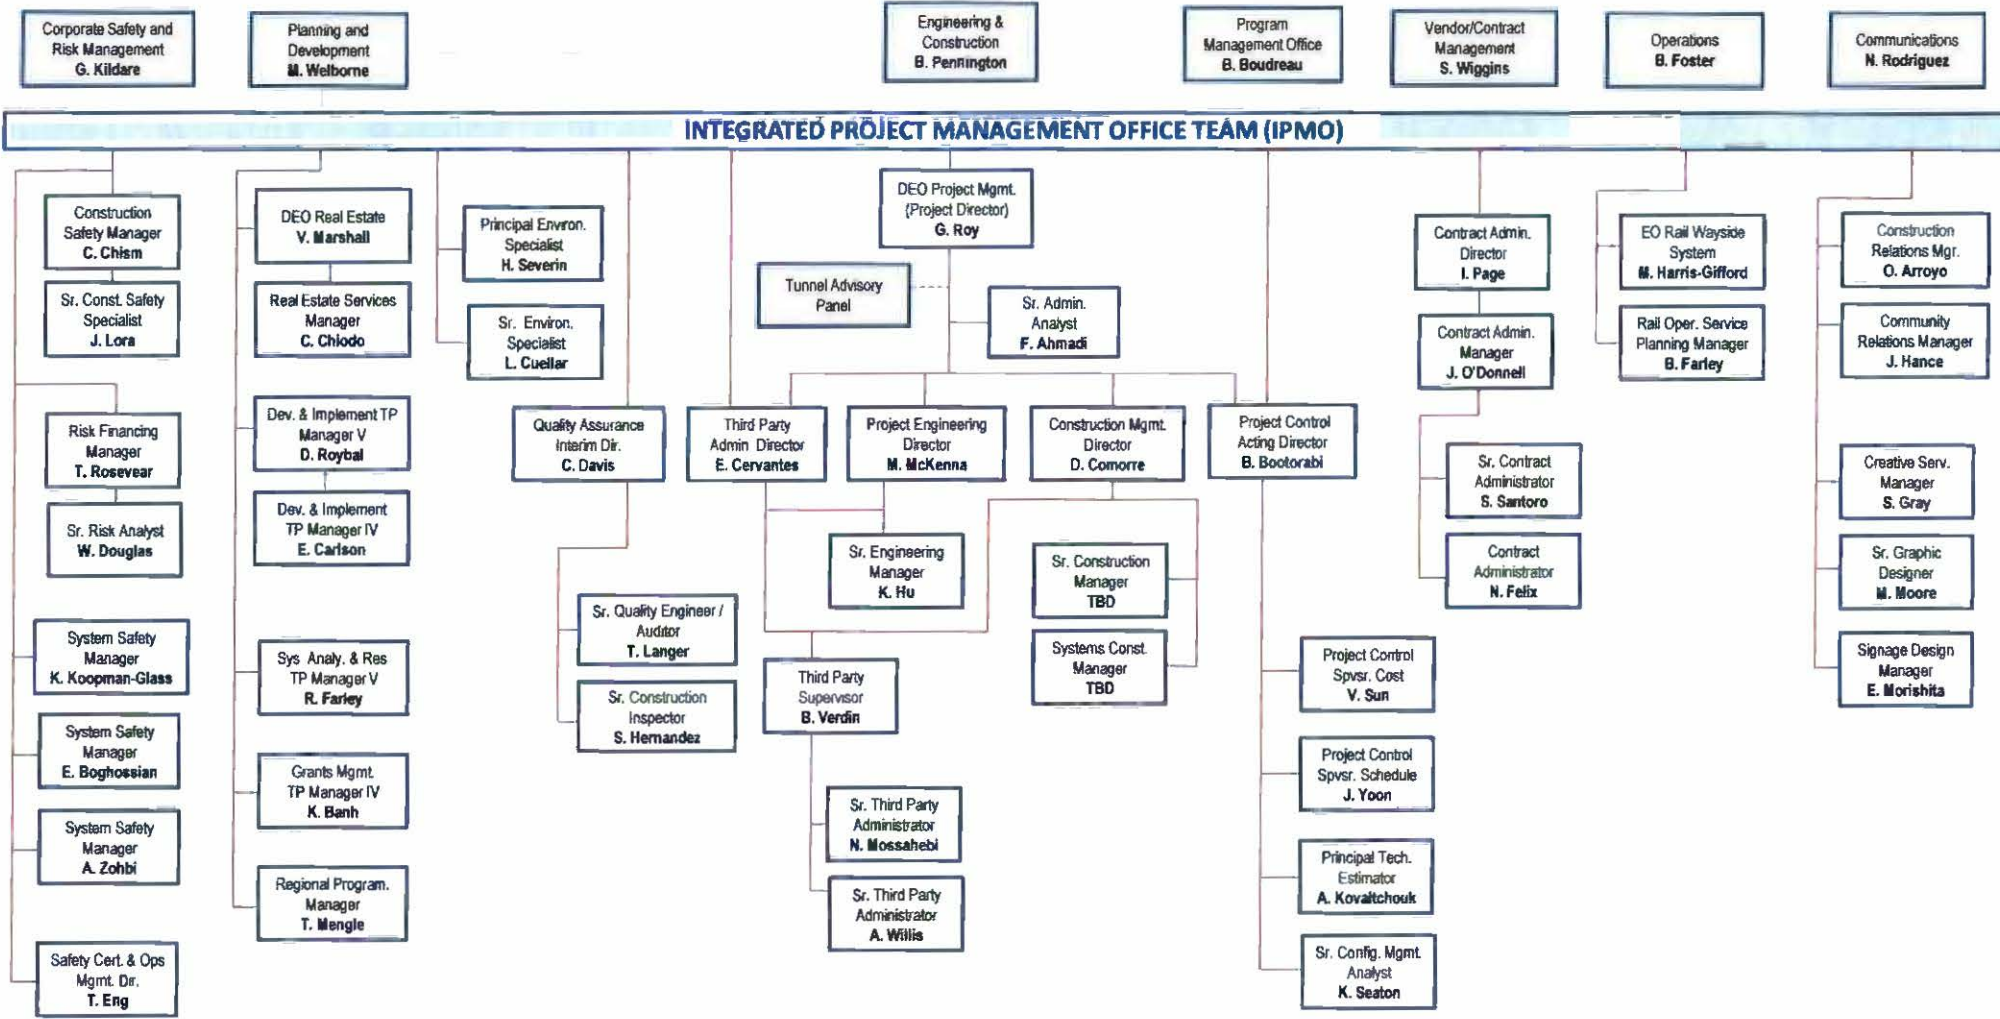 Corporate Safety and
Risk Management
G. Kildare
Planning and
Development
M. Welborne
Engineering &
Construction
B. Pennington
Program
Management Office
B. Boudreau
Vendor/Contract
Management
S. Wiggins
Operations
B. Foster
Communications
N. Rodriguez
INTEGRATED PROJECT MANAGEMENT OFFICE TEAM (IPMO)
Construction
Safety Manager
C. Chism
Sr. Const. Safety
Specialist
J. Lora
Risk Financing
Manager
T. Rosevear
Sr. Risk Analyst
W. Douglas
System Safety
Manager
K. Koopman-Glass
System Safety
Manager
E. Boghossian
System Safety
Manager
A. Zohbi
Safety Cert. & Ops
Mgmt. Dir.
T. Eng
DEO Real Estate
V. Marshall
Real Estate Services
Manager
C. Chiodo
Dev. & Implement TP
Manager V
D. Roybal
Dev. & Implement
TP Manager IV
E. Carlson
Sys Analy. & Res
TP Manager V
R. Farley
Grants Mgmt.
TP Manager IV
K. Banh
Regional Program.
Manager
T. Mengle
Principal Environ.
Specialist
H. Severin
Sr. Environ.
Specialist
L. Cuellar
Quality Assurance
Interim Dir.
C. Davis
Sr. Quality Engineer /
Auditor
T. Langer
Sr. Construction
Inspector
S. Hernandez
DEO Project Mgmt.
(Project Director)
G. Roy
Tunnel Advisory
Panel
Sr. Admin.
Analyst
F. Ahmadi
Third Party
Admin Director
E. Cervantes
Project Engineering
Director
M. McKenna
Construction Mgmt.
Director
D. Comorre
Project Control
Acting Director
B. Bootorabi
Sr. Engineering
Manager
K. Hu
Sr. Construction
Manager
TBD
Systems Const.
Manager
TBD
Third Party
Supervisor
B. Verdin
Sr. Third Party
Administrator
N. Mossahebi
Sr. Third Party
Administrator
A. Willis
Project Control
Spvsr. Cost
V. Sun
Project Control
Spvsr. Schedule
J. Yoon
Principal Tech.
Estimator
A. Kovaltchouk
Sr. Config. Mgmt.
Analyst
K. Seaton
Contract Admin.
Director
I. Page
Contract Admin.
Manager
J. O'Donnell
Sr. Contract
Administrator
S. Santoro
Contract
Administrator
N. Felix
EO Rail Wayside
System
M. Harris-Gifford
Rail Oper. Service
Planning Manager
B. Farley
Construction
Relations Mgr.
O. Arroyo
Community
Relations Manager
J. Hance
Creative Serv.
Manager
S. Gray
Sr. Graphic
Designer
M. Moore
Signage Design
Manager
E. Morishita